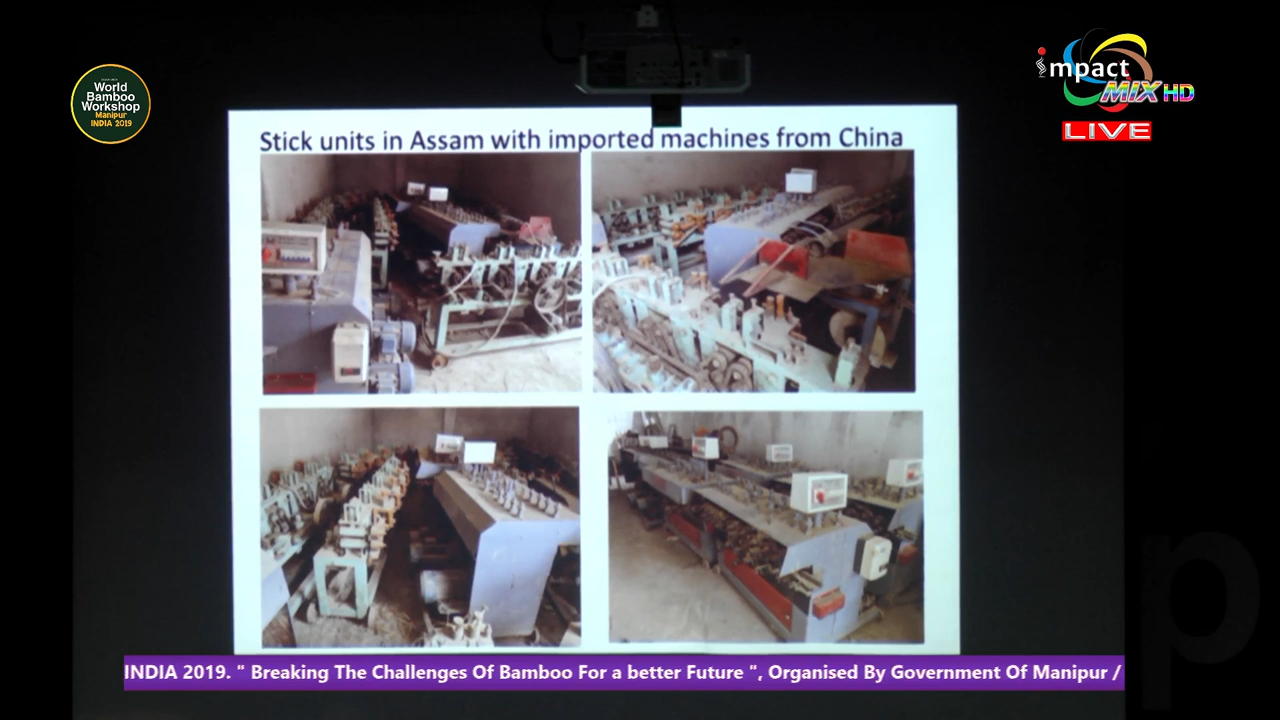 World
Bamboo
Workshop
Manipur
INDIA 2019
impact
MIX HD
LIVE
Stick units in Assam with imported machines from China
INDIA 2019. " Breaking The Challenges Of Bamboo For a better Future ", Organised By Government Of Manipur /
p